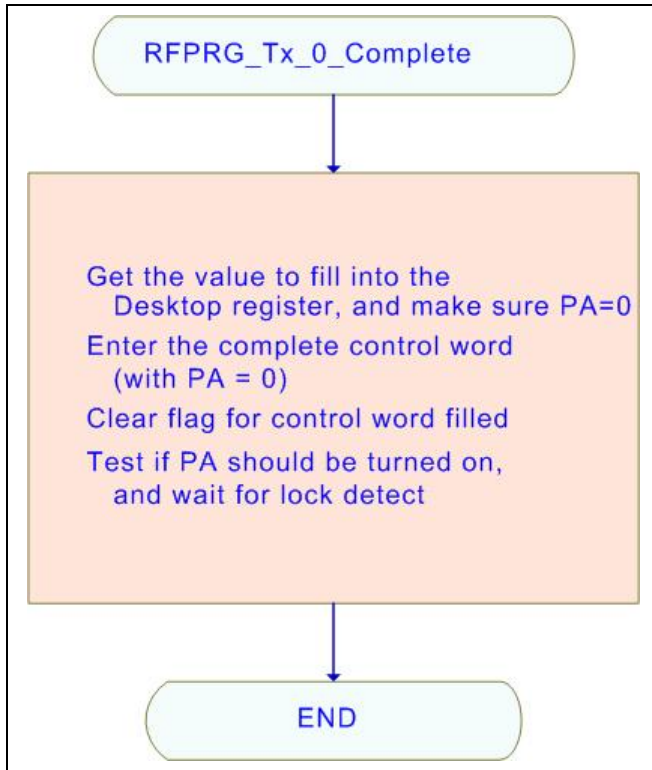 RFPRG_Tx_0_Complete
Get the value to fill into the
Desktop register, and make sure PA=0
Enter the complete control word
(with PA = 0)
Clear flag for control word filled
Test if PA should be turned on,
and wait for lock detect
END